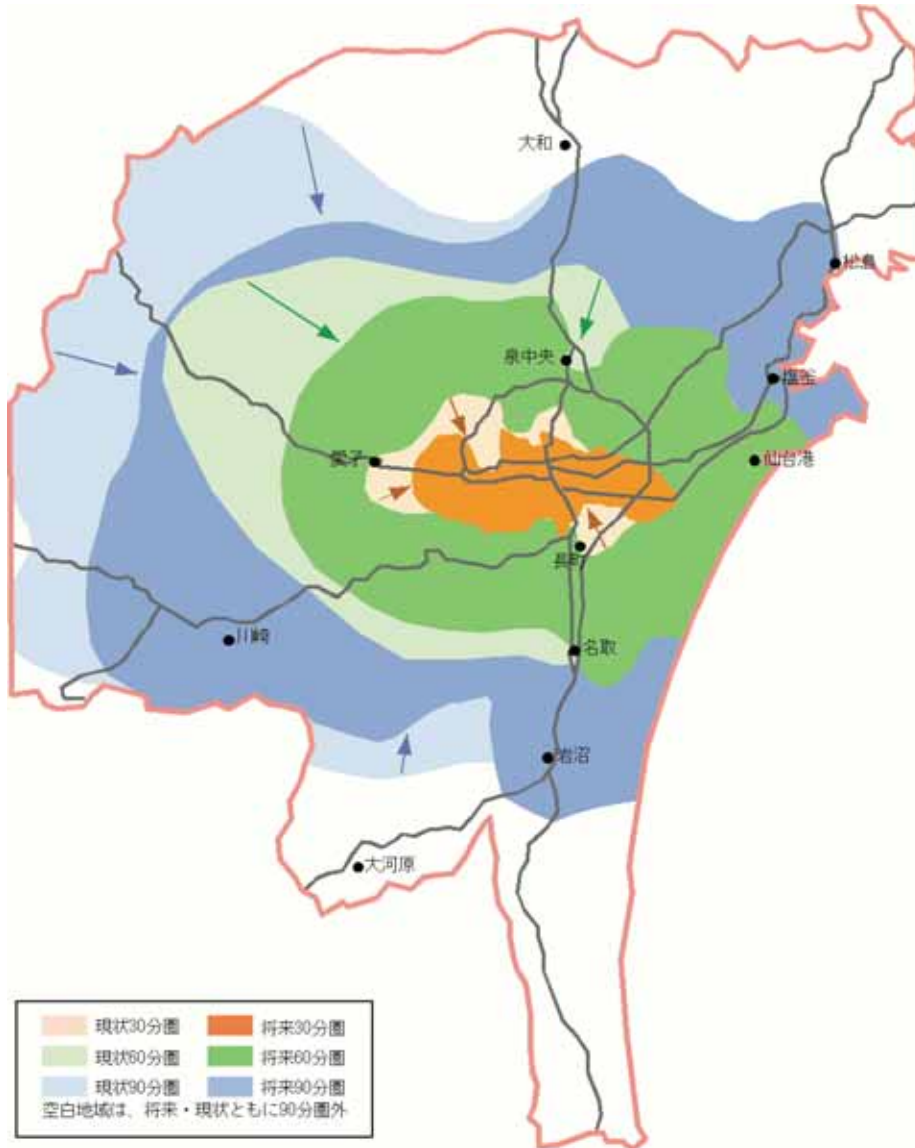 大和
松島
泉中央
塩釜
愛子
仙台港
長町
川崎
名取
岩沼
大河原
現状30分圏
将来30分圏
現状60分圏
将来60分圏
現状90分圏
将来90分圏
空白地域は、将来・現状ともに90分圏外